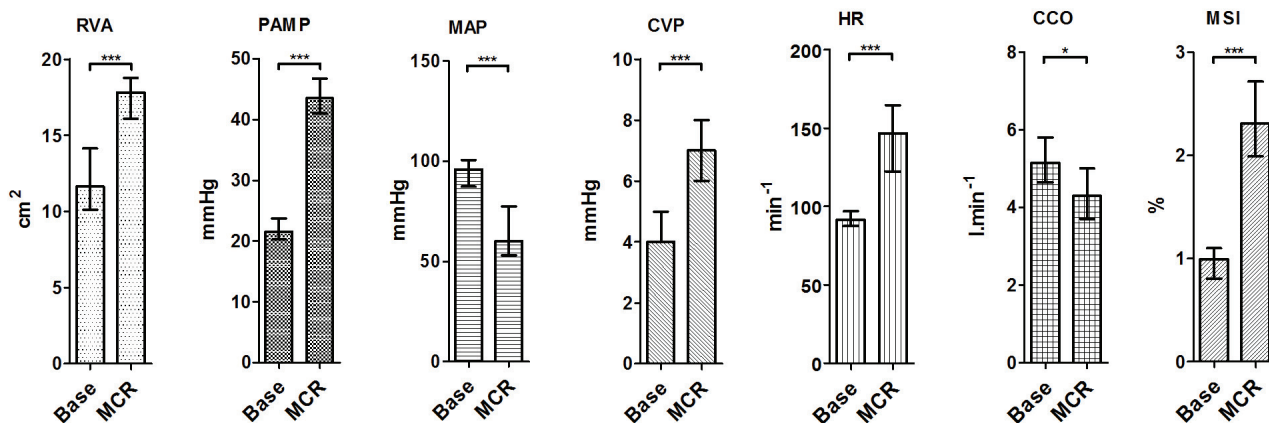 RVA
***
20
15
10
5
0
cm²
Base
MCR
PAMP
***
50
40
30
20
10
0
mmHg
Base
MCR
MAP
***
150
100
50
0
mmHg
Base
MCR
CVP
***
10
8
6
4
2
0
mmHg
Base
MCR
HR
***
200
150
100
50
0
min⁻¹
Base
MCR
CCO
*
8
6
4
2
0
l.min⁻¹
Base
MCR
MSI
***
3
2
1
0
%
Base
MCR